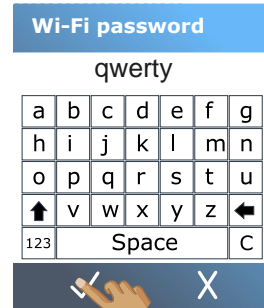 Wi-Fi password
qwerty
a b c d e f g
h i j k l m n
o p q r s t u
v w x y z
123 Space C
X